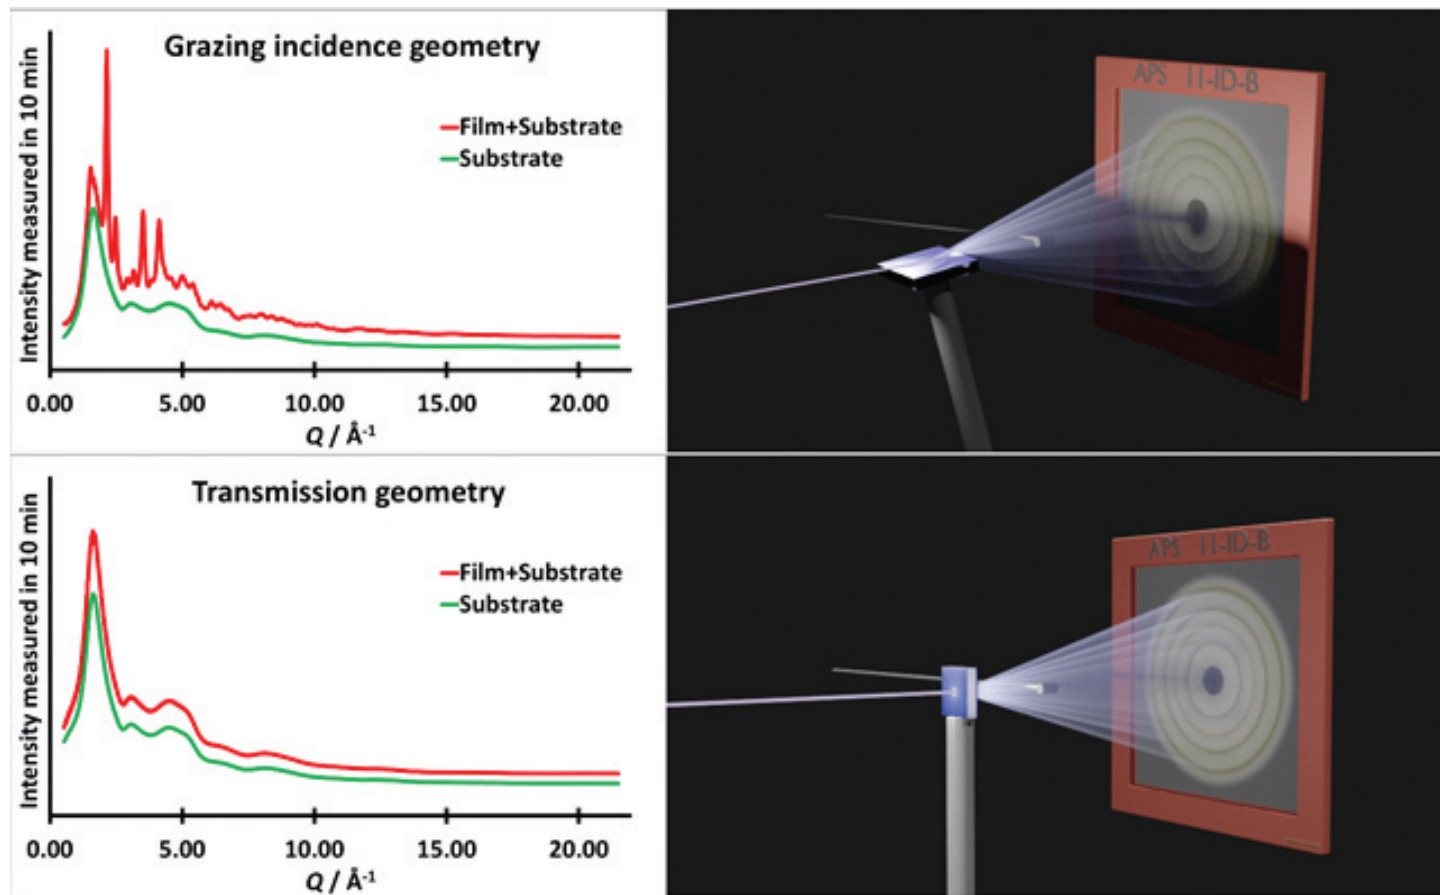 Grazing incidence geometry
Intensity measured in 10 min
Film+Substrate
Substrate
0.00 5.00 10.00 15.00 20.00
Q / Å-1
APS 11-ID-B
Transmission geometry
Intensity measured in 10 min
Film+Substrate
Substrate
0.00 5.00 10.00 15.00 20.00
Q / Å-1
APS 11-ID-B